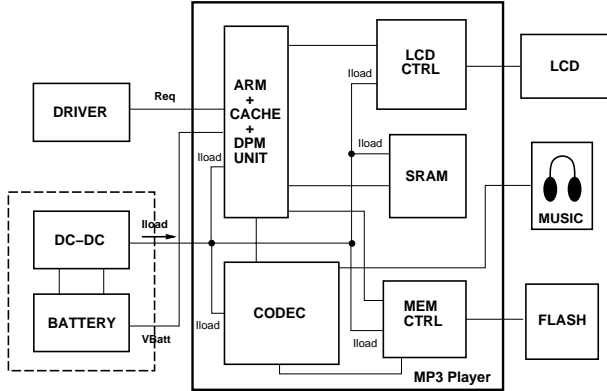 LCD
CTRL
LCD
ARM
+
CACHE
+
DPM
UNIT
Iload
DRIVER
Req
Iload
Iload
SRAM
MUSIC
Iload
DC–DC
BATTERY
VBatt
Iload
CODEC
MEM
CTRL
Iload
FLASH
MP3 Player